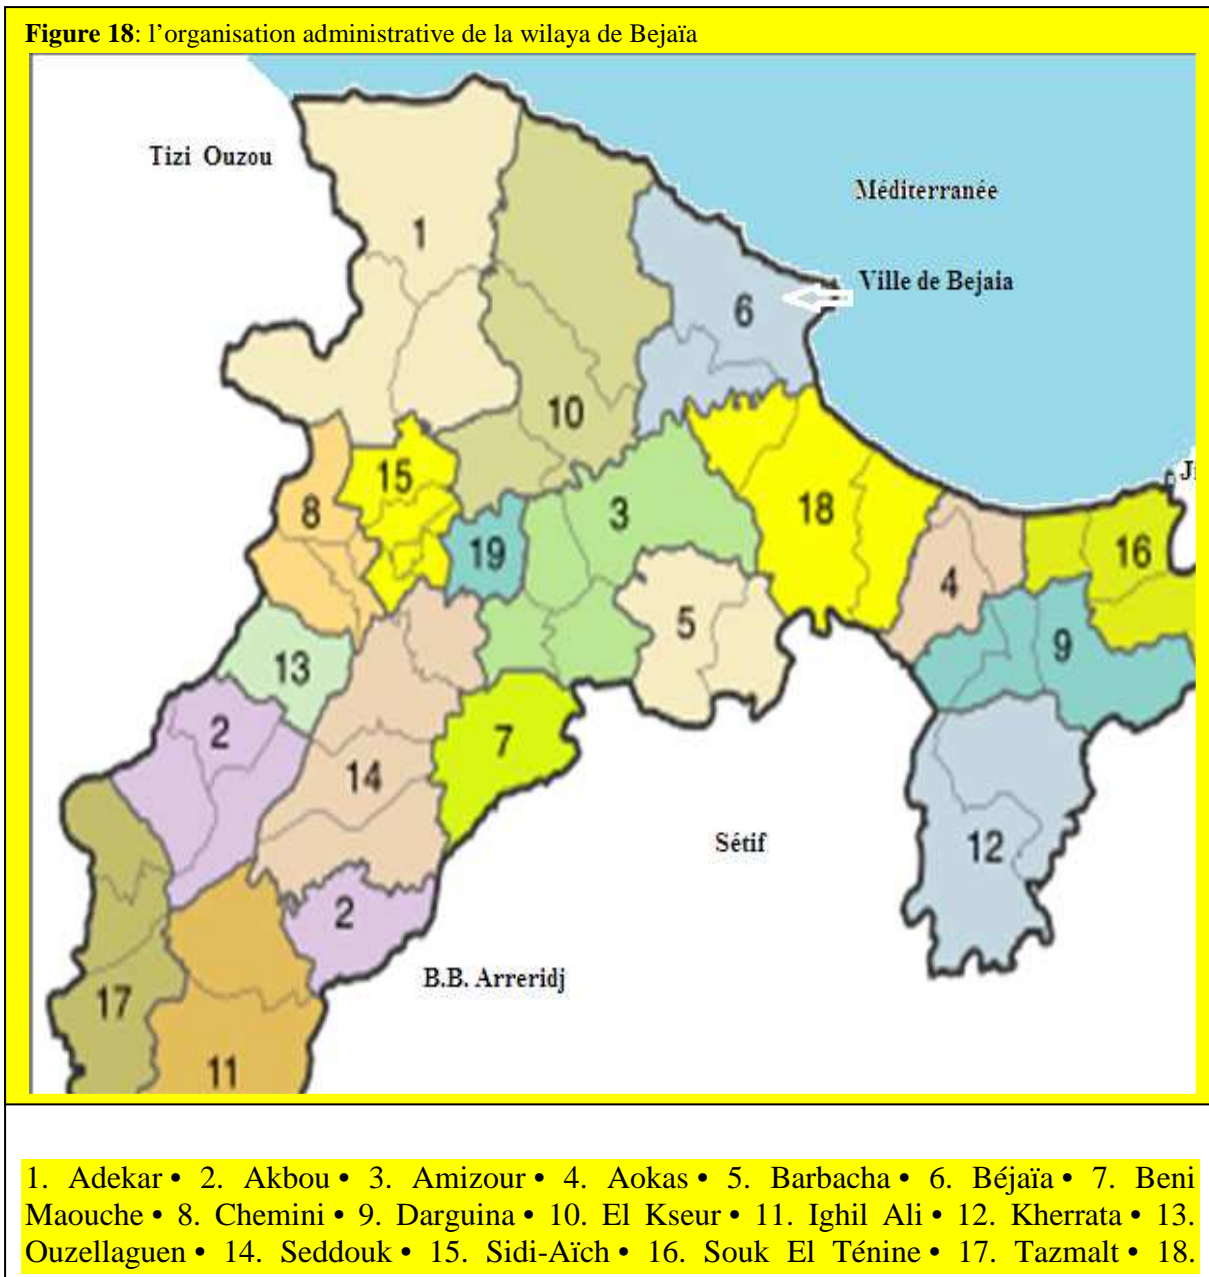 Figure 18: l’organisation administrative de la wilaya de Bejaïa
Tizi Ouzou
Méditerranée
1
Ville de Bejaia
6
10
15
Ji
8
3
18
19
16
4
5
9
13
2
7
14
Sétif
12
2
B.B. Arreridj
17
11
1. Adekar • 2. Akbou • 3. Amizour • 4. Aokas • 5. Barbacha • 6. Béjaïa • 7. Beni
Maouche • 8. Chemini • 9. Darguina • 10. El Kseur • 11. Ighil Ali • 12. Kherrata • 13.
Ouzellaguen • 14. Seddouk • 15. Sidi-Aïch • 16. Souk El Ténine • 17. Tazmalt • 18.